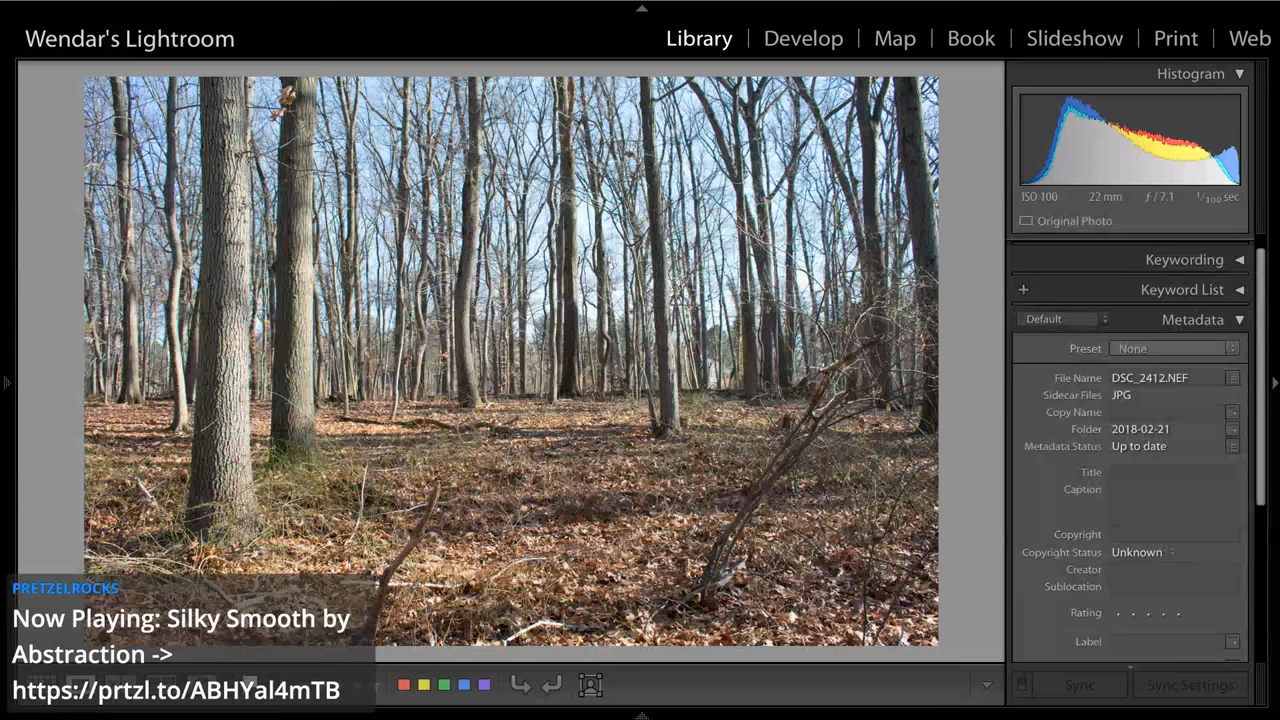 Wendar's Lightroom
Library | Develop | Map | Book | Slideshow | Print | Web
Histogram
ISO 100 22 mm ƒ / 7.1 1/100 sec
Original Photo
Keywording
+ Keyword List
Default Metadata
Preset None
File Name DSC_2412.NEF
Sidecar Files JPG
Copy Name
Folder 2018-02-21
Metadata Status Up to date
Title
Caption
Copyright
Copyright Status Unknown
Creator
Sublocation
Rating
Label
Sync Sync Settings
PRETZELROCKS
Now Playing: Silky Smooth by
Abstraction ->
https://prtzl.to/ABHYal4mTB